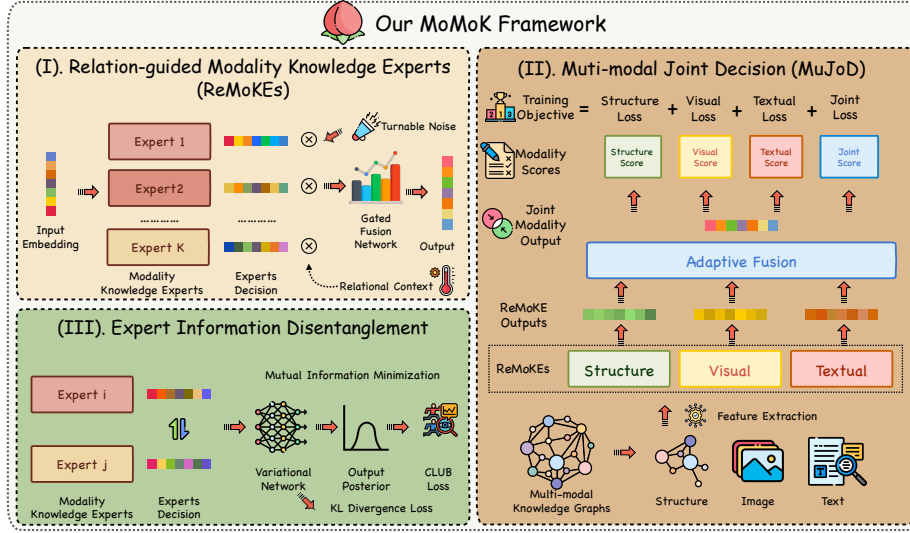 Our MoMoK Framework
(I). Relation-guided Modality Knowledge Experts
(ReMoKEs)
Expert 1
Expert2
…………
Expert K
…………
Turnable Noise
Input
Embedding
Modality
Knowledge Experts
Experts
Decision
Gated
Fusion
Network
Output
Relational Context
(II). Muti-modal Joint Decision (MuJoD)
Training
Objective
=
Structure
Loss
+
Visual
Loss
+
Textual
Loss
+
Joint
Loss
Modality
Scores
Structure
Score
Visual
Score
Textual
Score
Joint
Score
Joint
Modality
Output
Adaptive Fusion
ReMoKE
Outputs
ReMoKEs
Structure
Visual
Textual
Feature Extraction
Multi-modal
Knowledge Graphs
Structure
Image
Text
(III). Expert Information Disentanglement
Expert i
Expert j
Modality
Knowledge Experts
Experts
Decision
Mutual Information Minimization
Variational
Network
Output
Posterior
CLUB
Loss
KL Divergence Loss